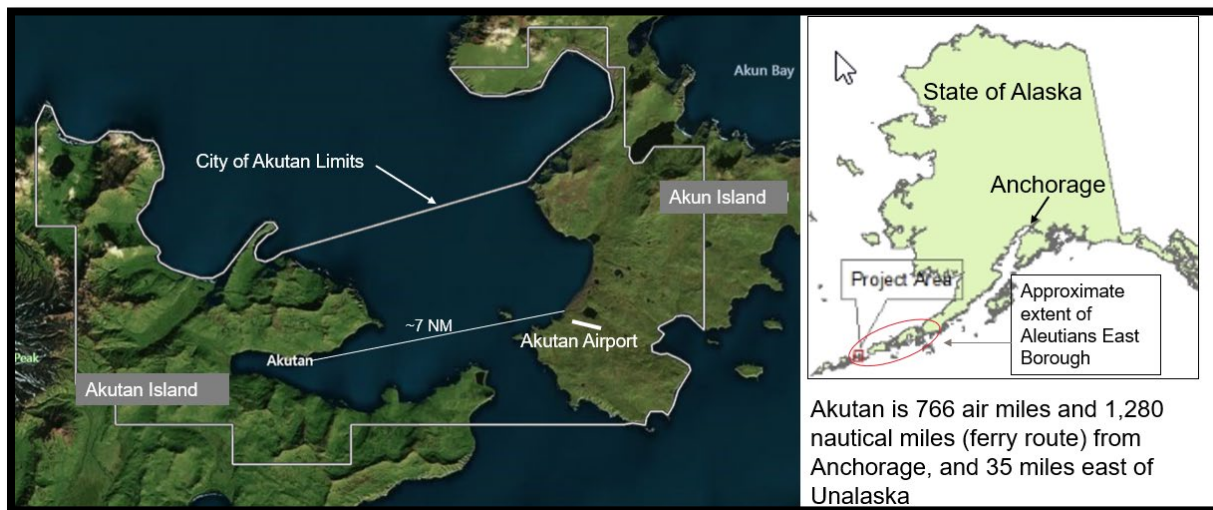 Akun Bay
City of Akutan Limits
Akun Island
~7 NM
Akutan Airport
Akutan
Peak
Akutan Island
State of Alaska
Anchorage
Project Area
Approximate
extent of
Aleutians East
Borough
Akutan is 766 air miles and 1,280
nautical miles (ferry route) from
Anchorage, and 35 miles east of
Unalaska